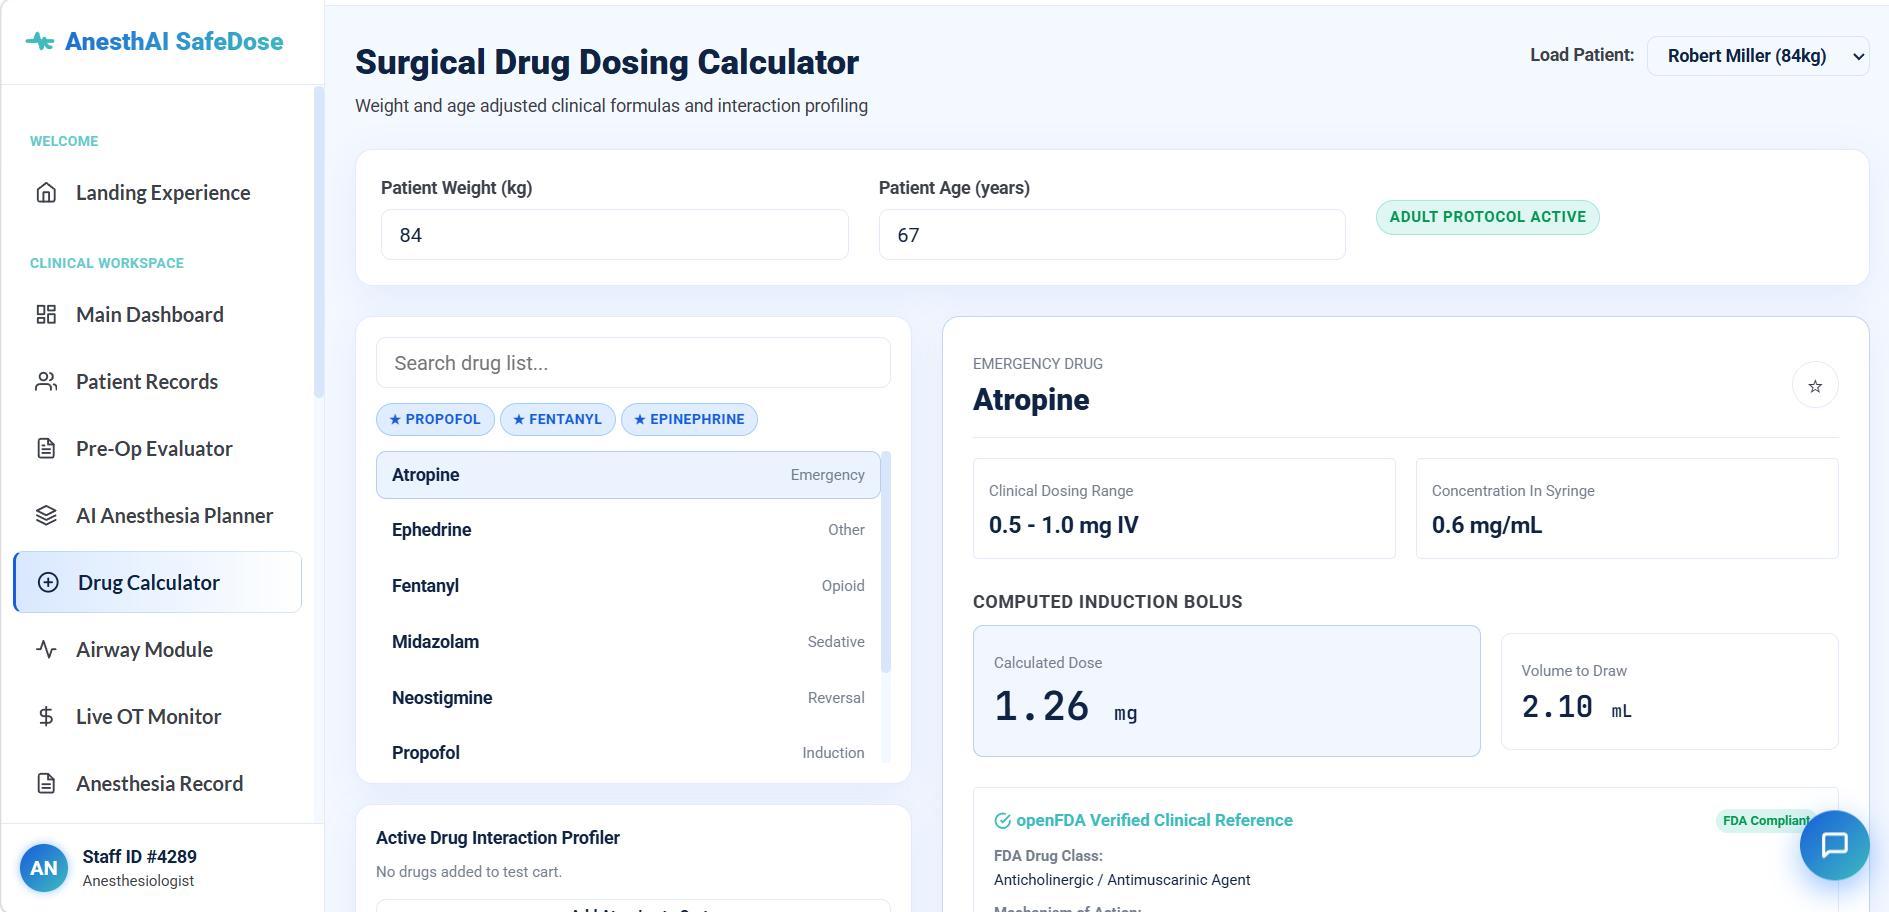 AnesthAI SafeDose
WELCOME
Landing Experience
CLINICAL WORKSPACE
Main Dashboard
Patient Records
Pre-Op Evaluator
AI Anesthesia Planner
Drug Calculator
Airway Module
Live OT Monitor
Anesthesia Record
AN
Staff ID #4289
Anesthesiologist
Surgical Drug Dosing Calculator
Weight and age adjusted clinical formulas and interaction profiling
Load Patient: Robert Miller (84kg)
Patient Weight (kg)
84
Patient Age (years)
67
ADULT PROTOCOL ACTIVE
Search drug list...
★ PROPOFOL ★ FENTANYL ★ EPINEPHRINE
Atropine Emergency
Ephedrine Other
Fentanyl Opioid
Midazolam Sedative
Neostigmine Reversal
Propofol Induction
Active Drug Interaction Profiler
No drugs added to test cart.
EMERGENCY DRUG
Atropine
☆
Clinical Dosing Range
0.5 - 1.0 mg IV
Concentration In Syringe
0.6 mg/mL
COMPUTED INDUCTION BOLUS
Calculated Dose
1.26 mg
Volume to Draw
2.10 mL
openFDA Verified Clinical Reference
FDA Compliant
FDA Drug Class:
Anticholinergic / Antimuscarinic Agent
Mechanism of Action: